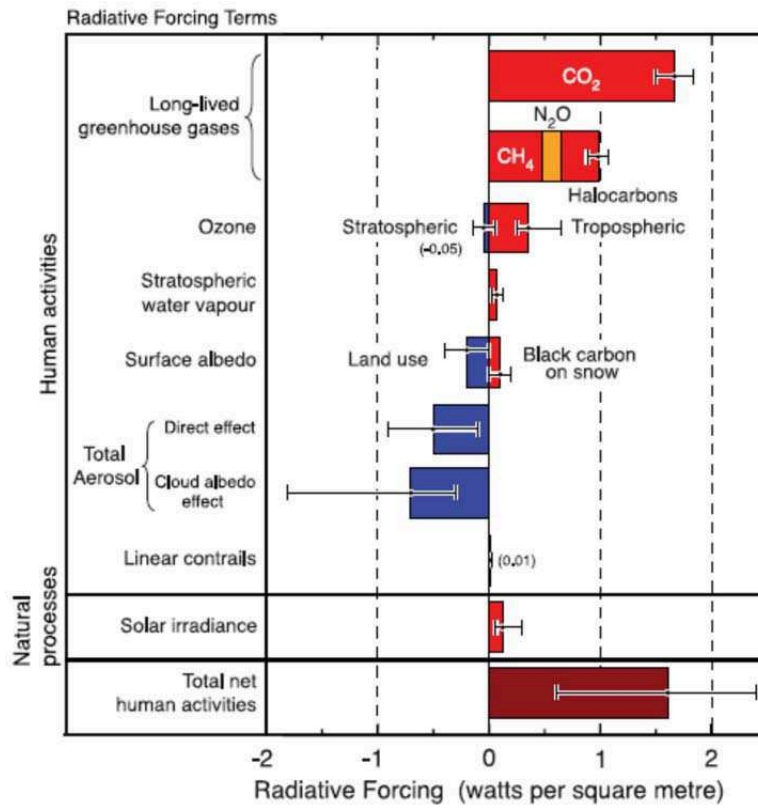 Radiative Forcing Terms
Human activities
Long-lived
greenhouse gases
CO₂
N₂O
CH₄
Halocarbons
Ozone
Stratospheric
(-0.05)
Tropospheric
Stratospheric
water vapour
Surface albedo
Land use
Black carbon
on snow
Total
Aerosol
Direct effect
Cloud albedo
effect
Linear contrails
(0.01)
Natural
processes
Solar irradiance
Total net
human activities
-2 -1 0 1 2
Radiative Forcing (watts per square metre)